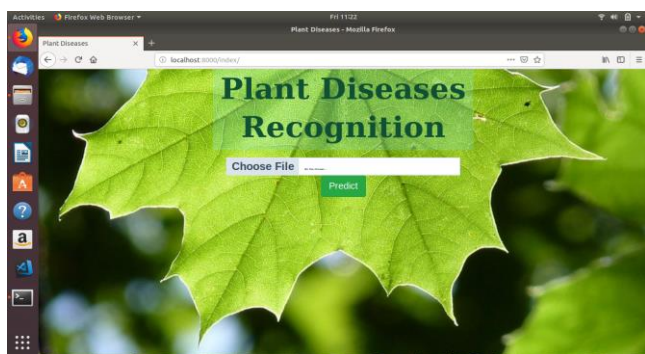 Activities
Firefox Web Browser
Fri 11:22
Plant Diseases - Mozilla Firefox
Plant Diseases
localhost:8000/index/
Plant Diseases
Recognition
Choose File
Predict